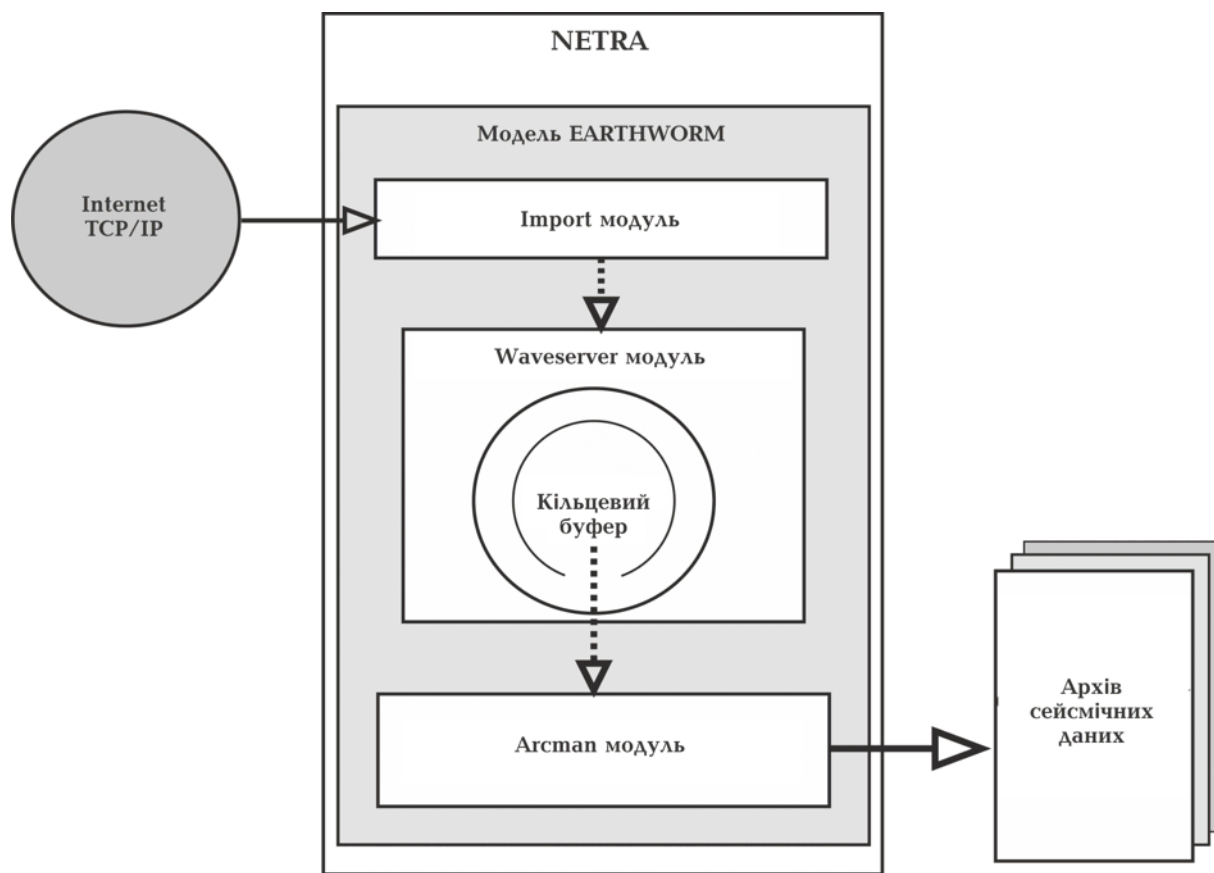 NETRA
Модель EARTHWORM
Internet
TCP/IP
Import модуль
Waveserver модуль
Кільцевий
буфер
Arcman модуль
Архів
сейсмічних
даних